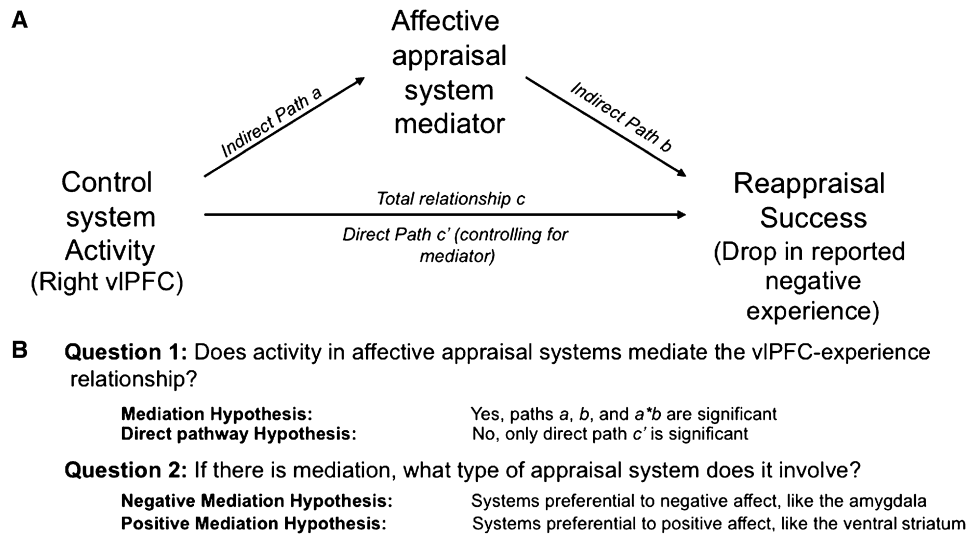 A
Affective
appraisal
system
mediator
Indirect Path a
Indirect Path b
Control
system
Activity
(Right vlPFC)
Total relationship c
Direct Path c’ (controlling for
mediator)
Reappraisal
Success
(Drop in reported
negative
experience)
B
Question 1: Does activity in affective appraisal systems mediate the vlPFC-experience
relationship?
Mediation Hypothesis: Yes, paths a, b, and a*b are significant
Direct pathway Hypothesis: No, only direct path c’ is significant
Question 2: If there is mediation, what type of appraisal system does it involve?
Negative Mediation Hypothesis: Systems preferential to negative affect, like the amygdala
Positive Mediation Hypothesis: Systems preferential to positive affect, like the ventral striatum